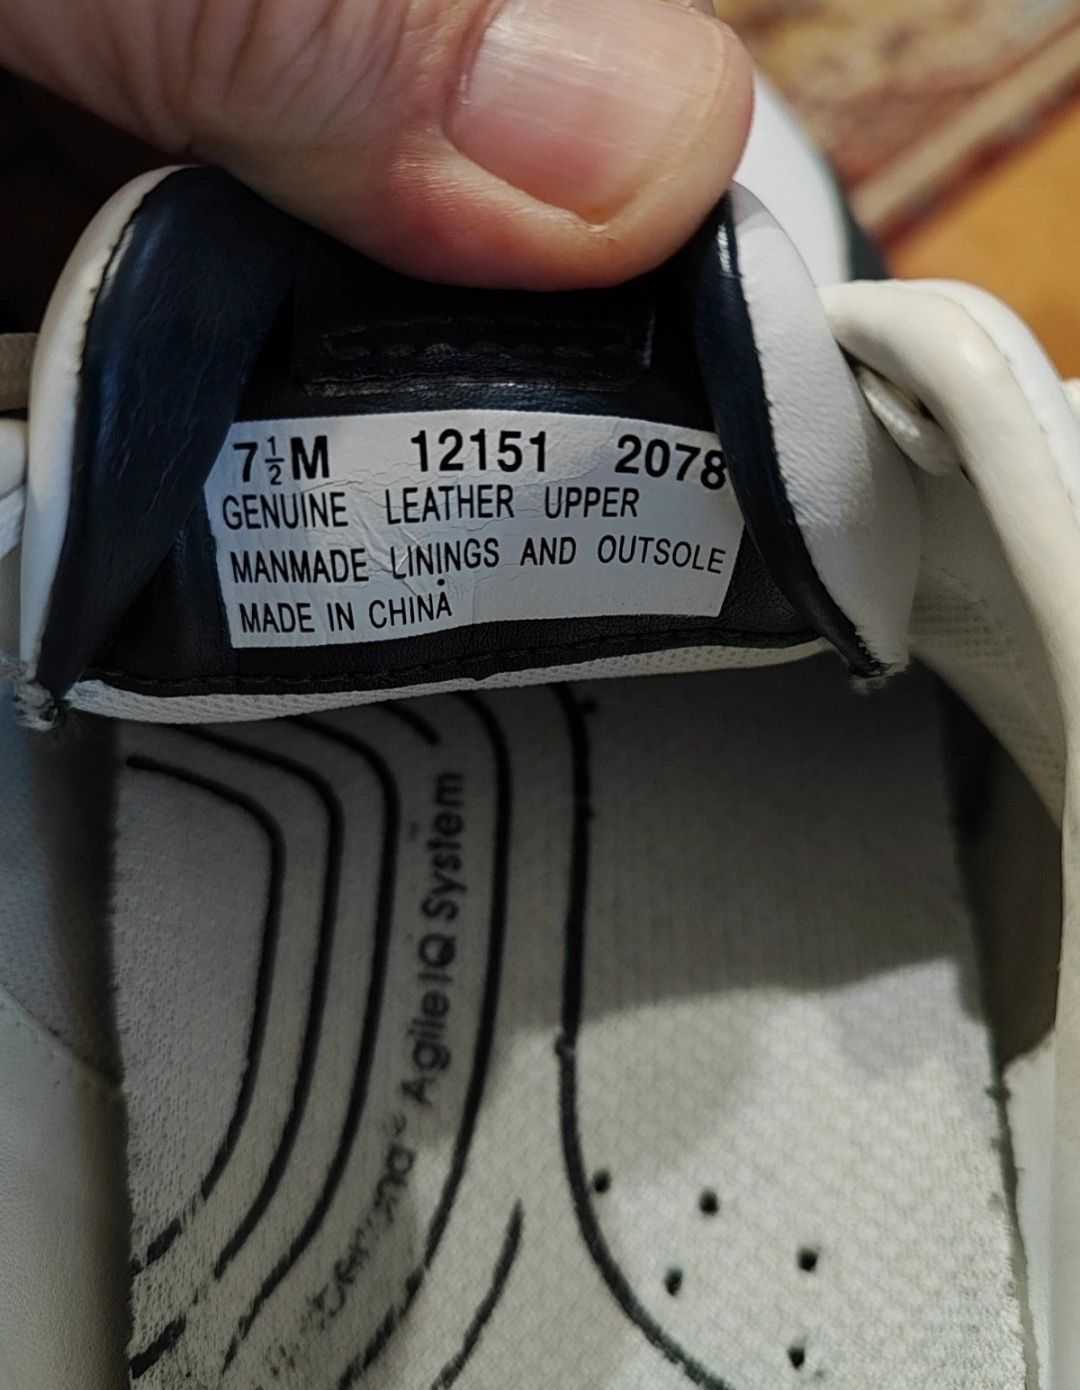 7½M 12151 2078
GENUINE LEATHER UPPER
MANMADE LININGS AND OUTSOLE
MADE IN CHINA
Agile IQ System